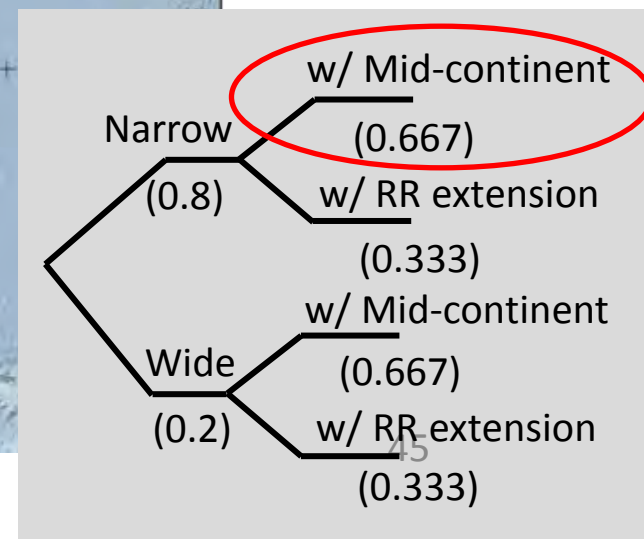 w/ Mid-continent
Narrow
(0.667)
(0.8)
w/ RR extension
(0.333)
w/ Mid-continent
Wide
(0.667)
(0.2)
w/ RR extension
45
(0.333)